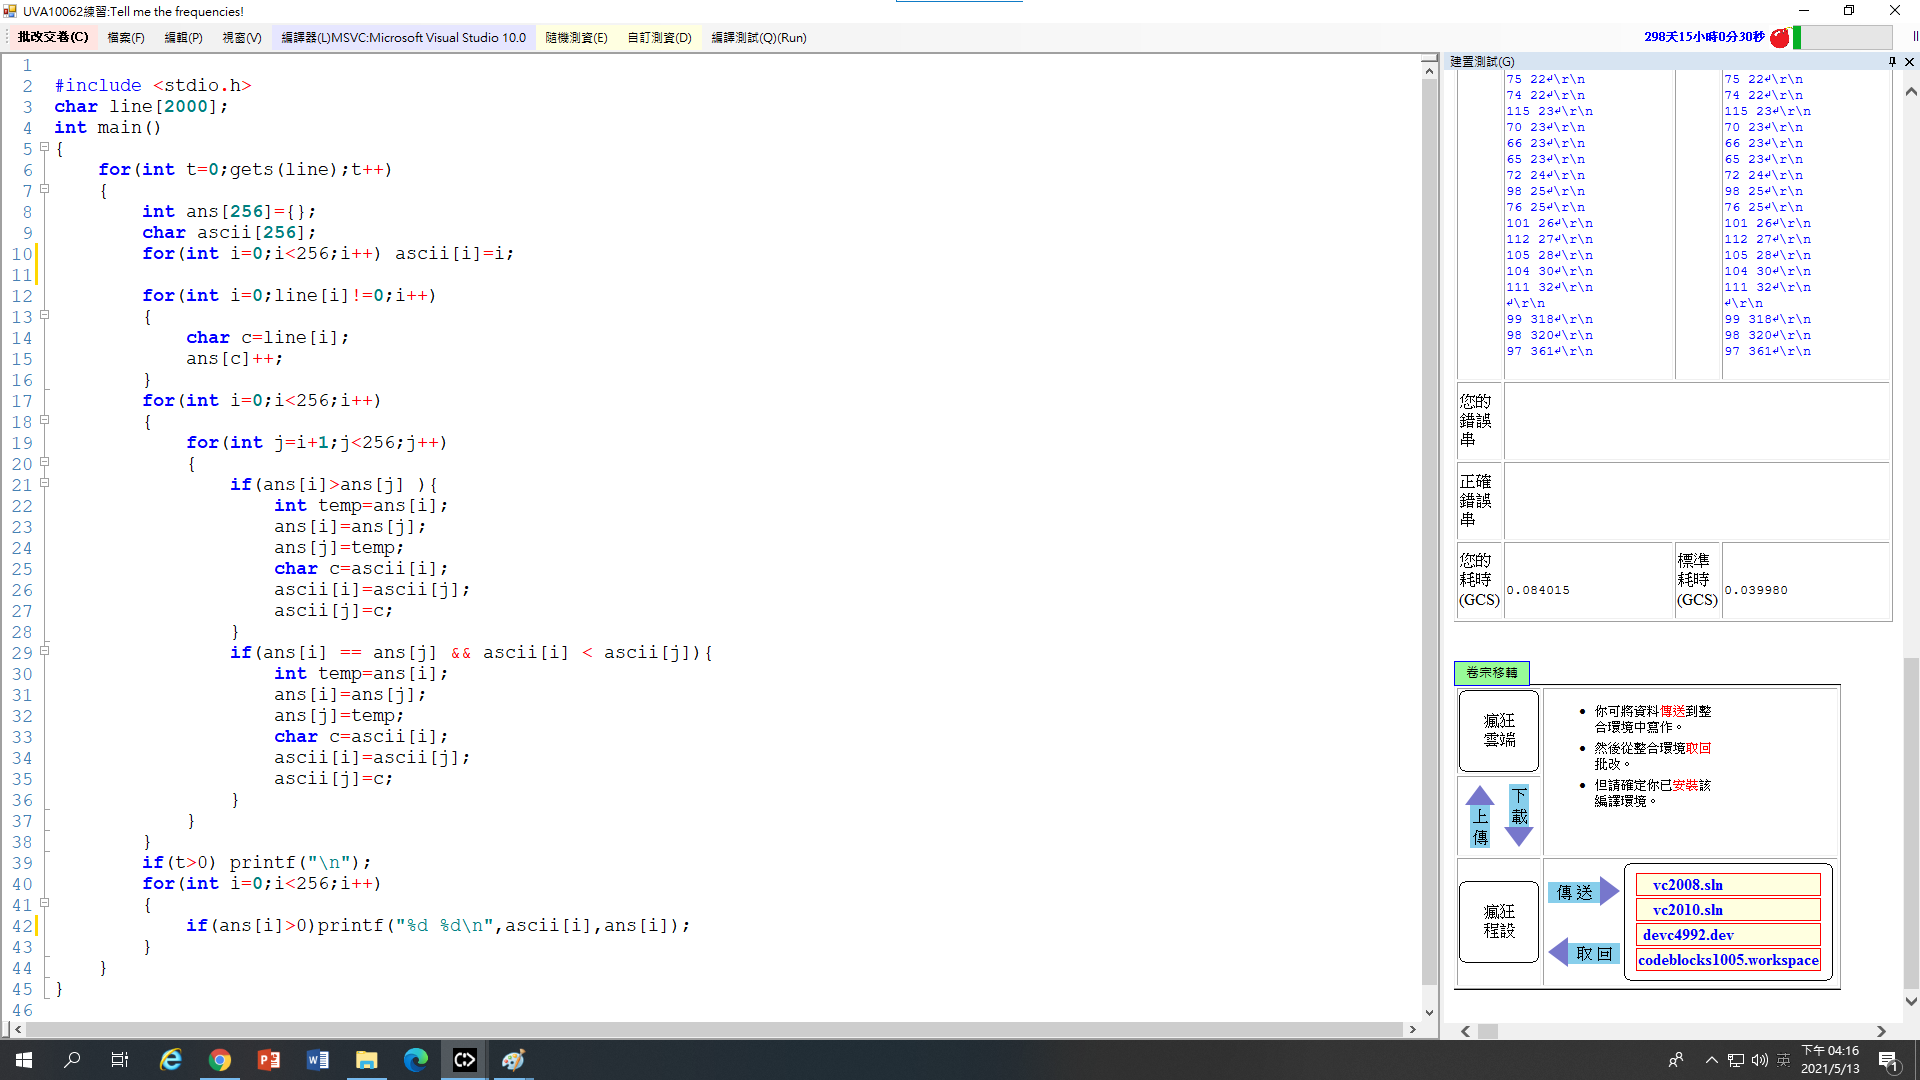 UVA10062練習:Tell me the frequencies!
批改交卷(C) 檔案(F) 編輯(P) 視窗(V) 編譯器(L)MSVC:Microsoft Visual Studio 10.0 隨機測資(E) 自訂測資(D) 編譯測試(Q)(Run) 298天15小時0分30秒
1
2 #include <stdio.h>
3 char line[2000];
4 int main()
5 {
6 for(int t=0;gets(line);t++)
7 {
8 int ans[256]={};
9 char ascii[256];
10 for(int i=0;i<256;i++) ascii[i]=i;
11
12 for(int i=0;line[i]!=0;i++)
13 {
14 char c=line[i];
15 ans[c]++;
16 }
17 for(int i=0;i<256;i++)
18 {
19 for(int j=i+1;j<256;j++)
20 {
21 if(ans[i]>ans[j] ){
22 int temp=ans[i];
23 ans[i]=ans[j];
24 ans[j]=temp;
25 char c=ascii[i];
26 ascii[i]=ascii[j];
27 ascii[j]=c;
28 }
29 if(ans[i] == ans[j] && ascii[i] < ascii[j]){
30 int temp=ans[i];
31 ans[i]=ans[j];
32 ans[j]=temp;
33 char c=ascii[i];
34 ascii[i]=ascii[j];
35 ascii[j]=c;
36 }
37 }
38 }
39 if(t>0) printf("\n");
40 for(int i=0;i<256;i++)
41 {
42 if(ans[i]>0)printf("%d %d\n",ascii[i],ans[i]);
43 }
44 }
45 }
46
建置測試(G)
75 22↲\r\n 75 22↲\r\n
74 22↲\r\n 74 22↲\r\n
115 23↲\r\n 115 23↲\r\n
70 23↲\r\n 70 23↲\r\n
66 23↲\r\n 66 23↲\r\n
65 23↲\r\n 65 23↲\r\n
72 24↲\r\n 72 24↲\r\n
98 25↲\r\n 98 25↲\r\n
76 25↲\r\n 76 25↲\r\n
101 26↲\r\n 101 26↲\r\n
112 27↲\r\n 112 27↲\r\n
105 28↲\r\n 105 28↲\r\n
104 30↲\r\n 104 30↲\r\n
111 32↲\r\n 111 32↲\r\n
↲\r\n ↲\r\n
99 318↲\r\n 99 318↲\r\n
98 320↲\r\n 98 320↲\r\n
97 361↲\r\n 97 361↲\r\n
您的
錯誤
串
正確
錯誤
串
您的
耗時
(GCS)
0.084015
標準
耗時
(GCS)
0.039980
卷宗移轉
瘋狂
雲端
你可將資料傳送到整
合環境中寫作。
然後從整合環境取回
批改。
但請確定你已安裝該
編譯環境。
上傳
下載
瘋狂
程設
傳 送
取 回
vc2008.sln
vc2010.sln
devc4992.dev
codeblocks1005.workspace
英
下午 04:16
2021/5/13
1